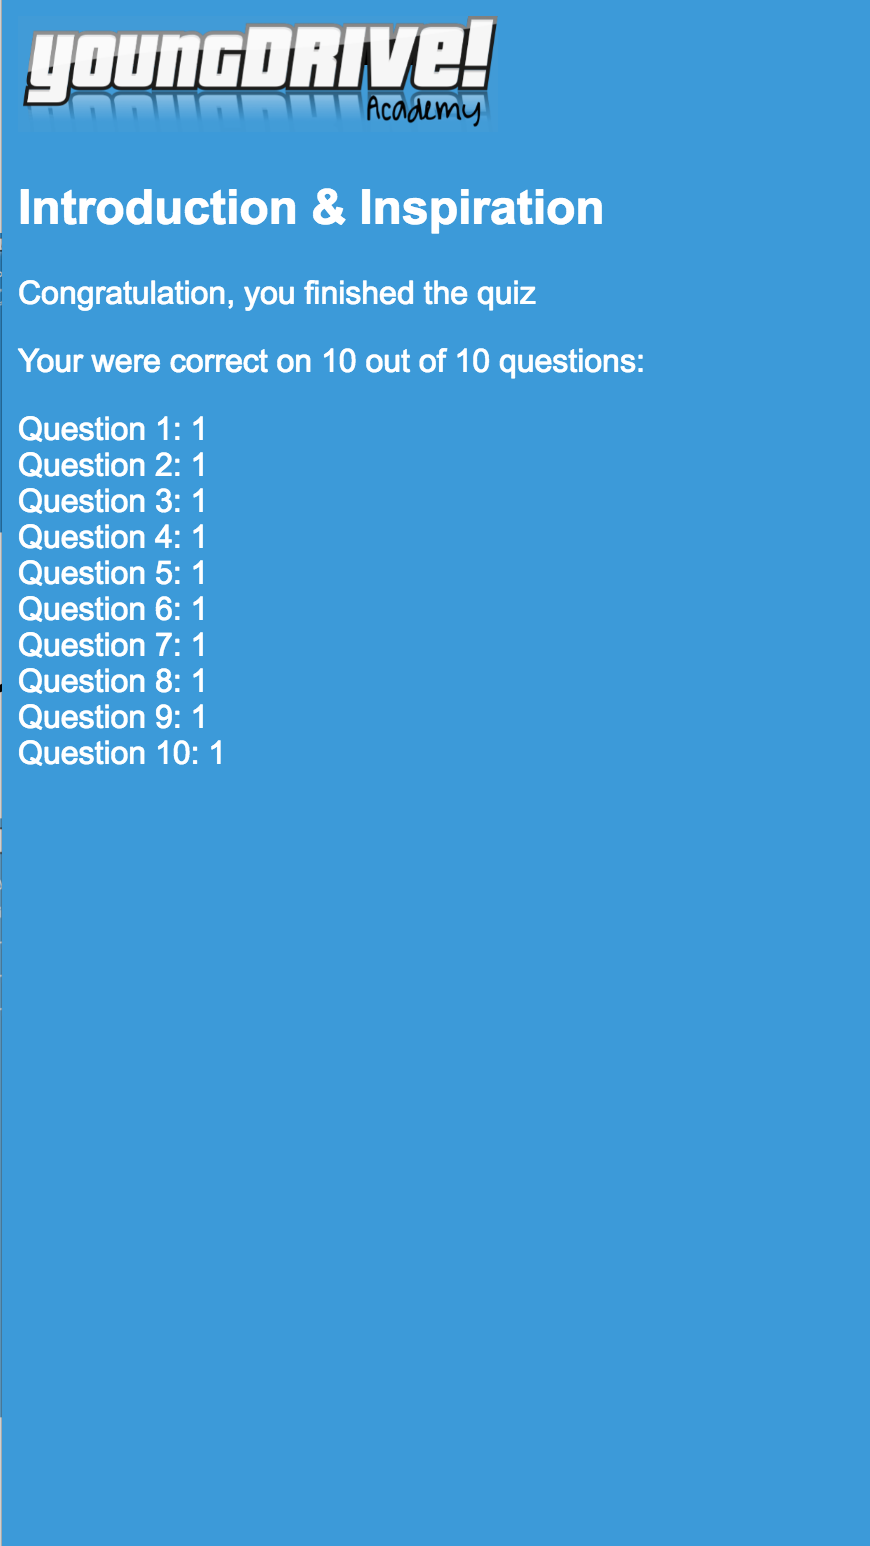 youngDRIVe!
Academy
Introduction & Inspiration
Congratulation, you finished the quiz
Your were correct on 10 out of 10 questions:
Question 1: 1
Question 2: 1
Question 3: 1
Question 4: 1
Question 5: 1
Question 6: 1
Question 7: 1
Question 8: 1
Question 9: 1
Question 10: 1